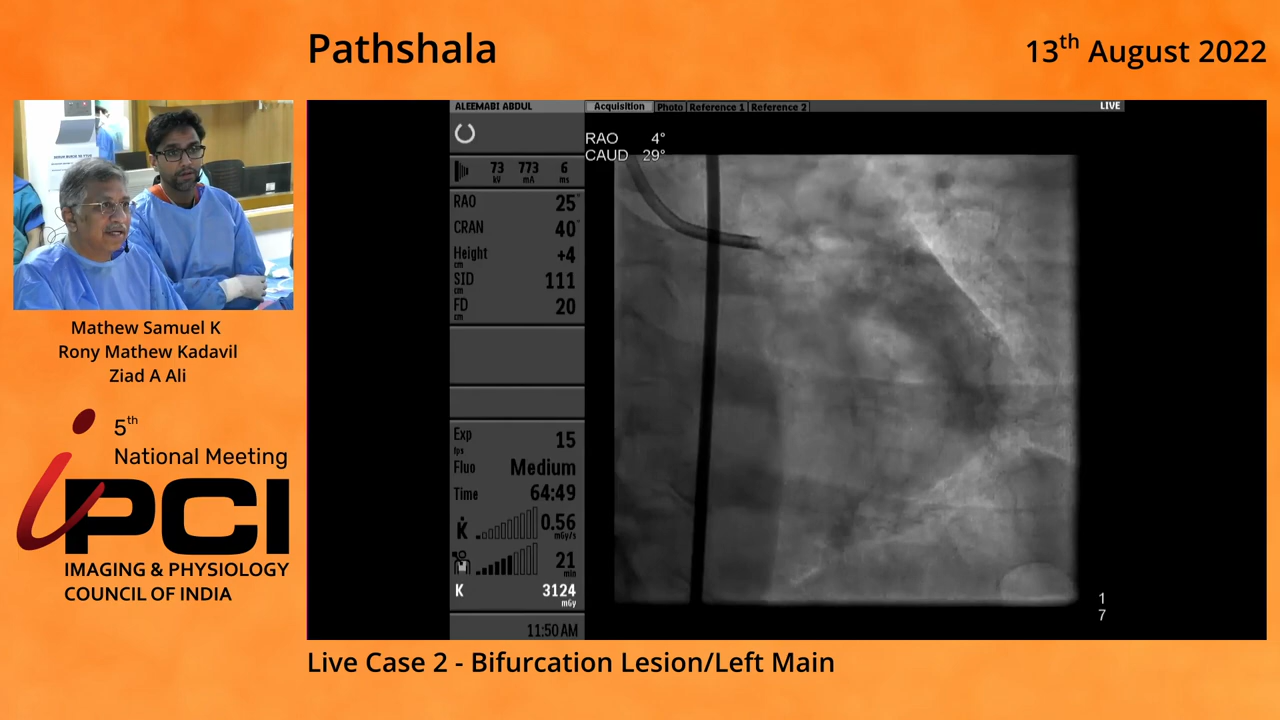 Pathshala
13th August 2022
ALEEMABI ABDUL
Acquisition Photo Reference 1 Reference 2
LIVE
RAO 4°
CAUD 29°
73 773 6
kV mA ms
RAO 25°
CRAN 40°
Height +4
cm
SID 111
cm
FD 20
cm
Exp 15
fps
Fluo Medium
Time 64:49
K 0.56
mGy/s
21
min
K 3124
mGy
11:50 AM
1
7
Mathew Samuel K
Rony Mathew Kadavil
Ziad A Ali
5th
National Meeting
iPCI
IMAGING & PHYSIOLOGY
COUNCIL OF INDIA
Live Case 2 - Bifurcation Lesion/Left Main